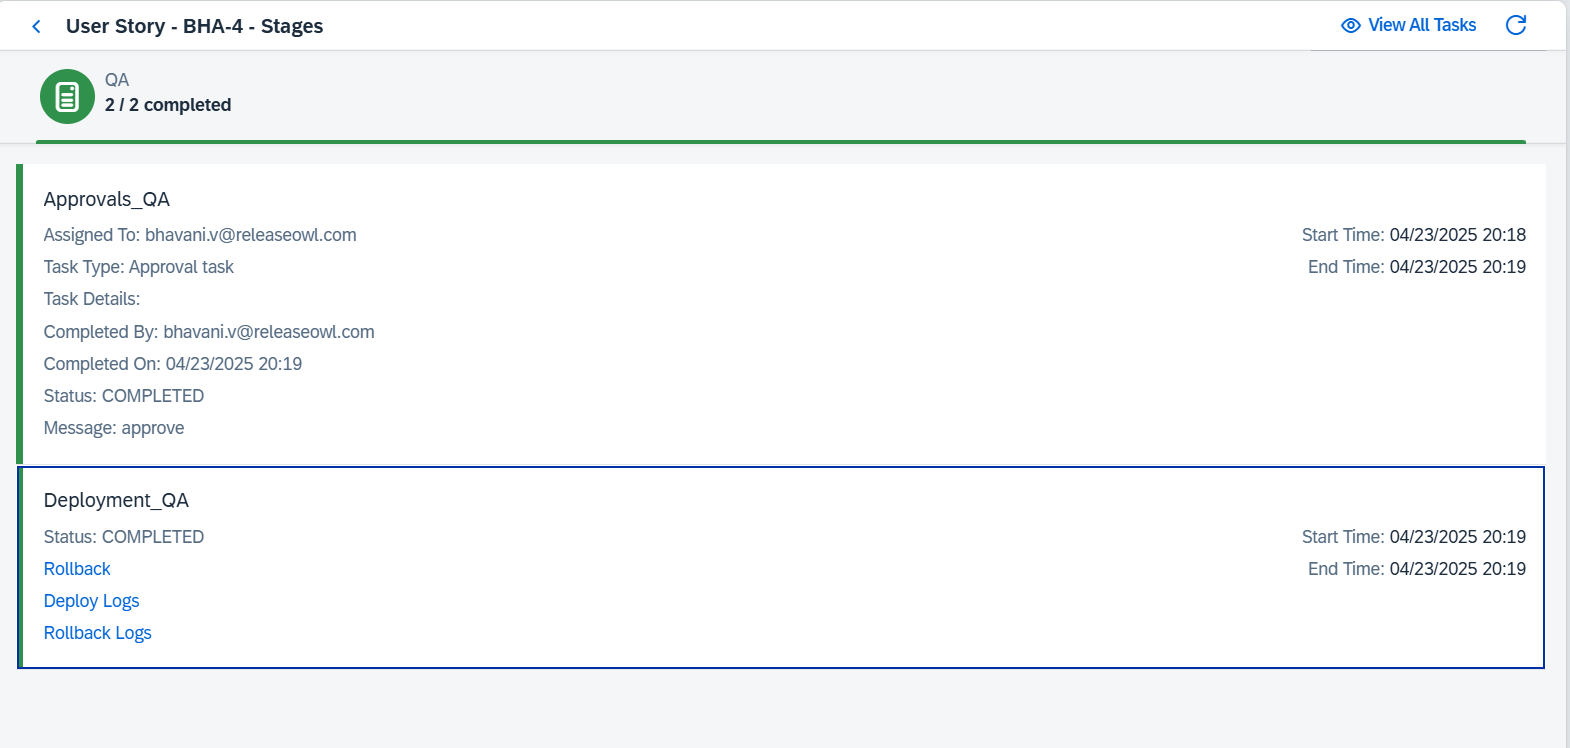 User Story - BHA-4 - Stages
View All Tasks
QA
2 / 2 completed
Approvals_QA
Assigned To: bhavani.v@releaseowl.com
Start Time: 04/23/2025 20:18
Task Type: Approval task
End Time: 04/23/2025 20:19
Task Details:
Completed By: bhavani.v@releaseowl.com
Completed On: 04/23/2025 20:19
Status: COMPLETED
Message: approve
Deployment_QA
Status: COMPLETED
Start Time: 04/23/2025 20:19
Rollback
End Time: 04/23/2025 20:19
Deploy Logs
Rollback Logs